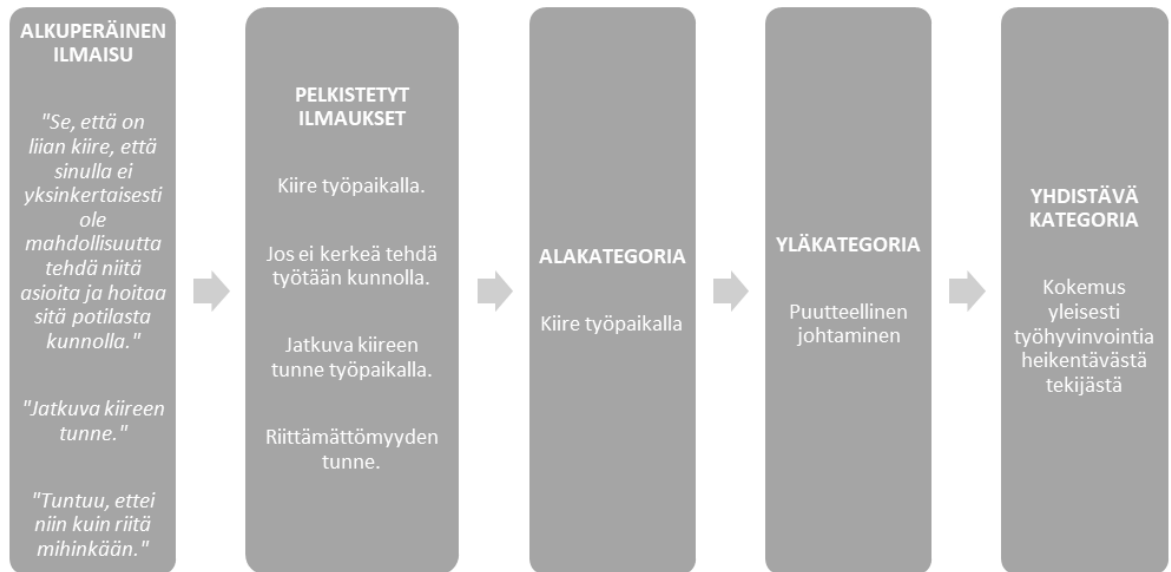 ALKUPERÄINEN
ILMAISU
"Se, että on
liian kiire, että
sinulla ei
yksinkertaisesti
ole
mahdollisuutta
tehdä niitä
asioita ja hoitaa
sitä potilasta
kunnolla."
"Jatkuva kiireen
tunne."
"Tuntuu, ettei
niin kuin riitä
mihinkään."
PELKISTETYT
ILMAUKSET
Kiire työpaikalla.
Jos ei kerkeä tehdä
työtään kunnolla.
Jatkuva kiireen
tunne työpaikalla.
Riittämättömyyden
tunne.
ALAKATEGORIA
Kiire työpaikalla
YLÄKATEGORIA
Puutteellinen
johtaminen
YHDISTÄVÄ
KATEGORIA
Kokemus
yleisesti
työhyvinvointia
heikentävästä
tekijästä